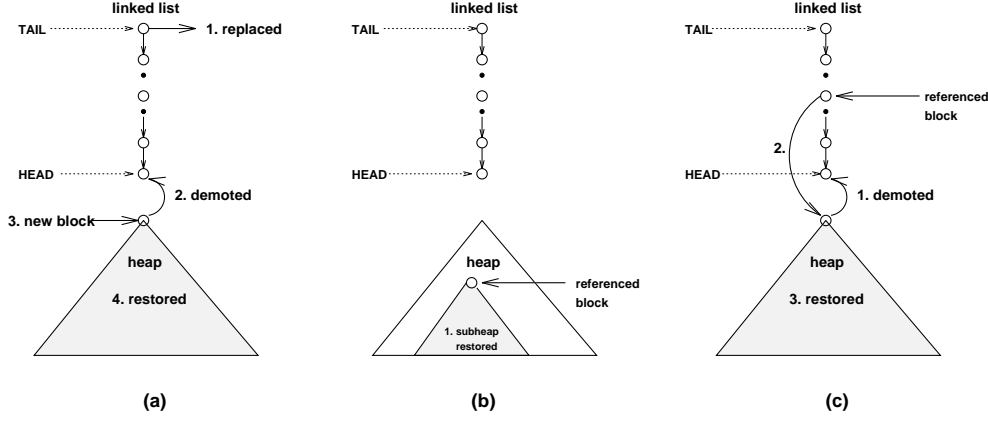 linked list
TAIL
1. replaced
HEAD
2. demoted
3. new block
heap
4. restored
(a)
linked list
TAIL
HEAD
heap
referenced
block
1. subheap
restored
(b)
linked list
TAIL
referenced
block
2.
HEAD
1. demoted
heap
3. restored
(c)